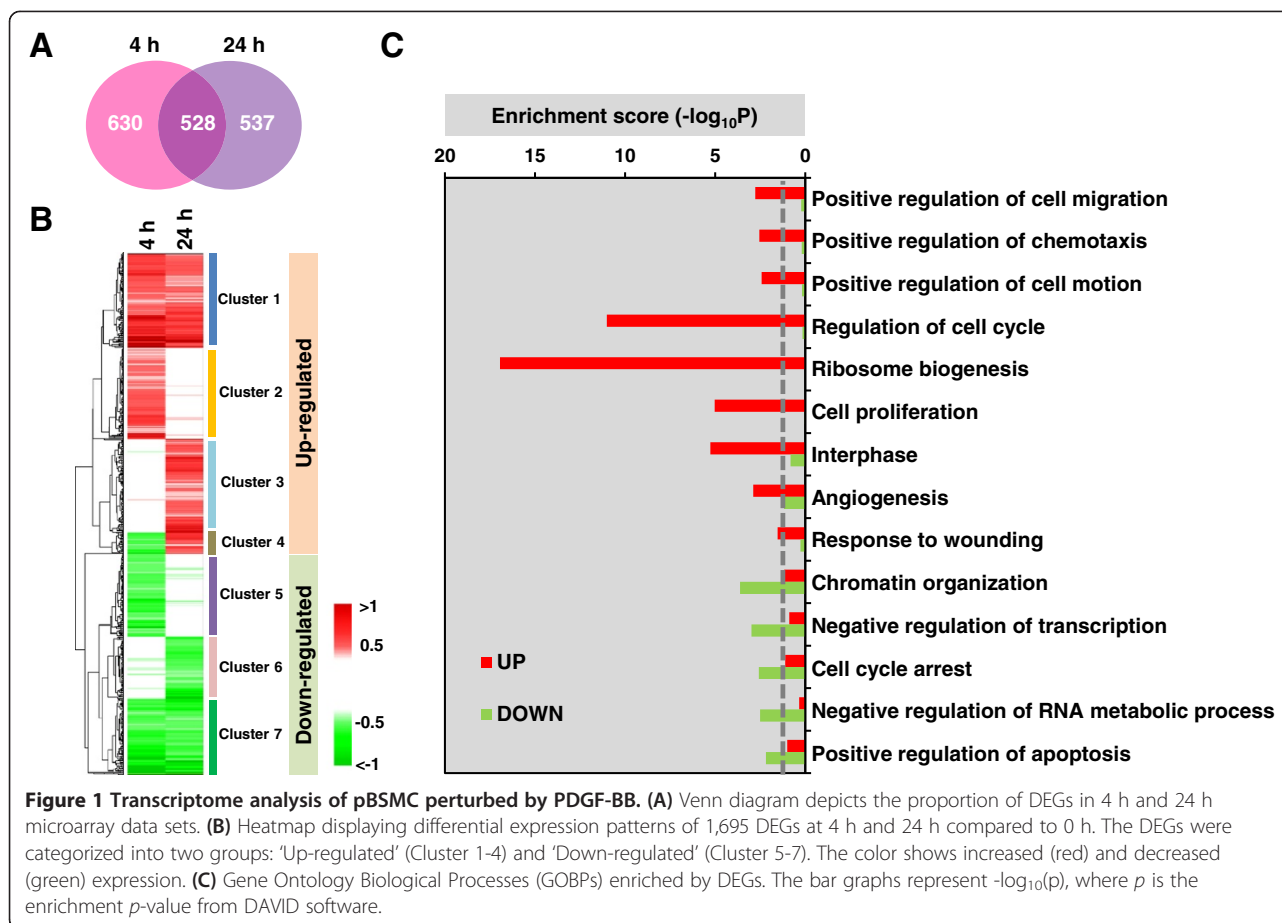 A
4 h 24 h
630 528 537
B
4 h 24 h
Cluster 1
Cluster 2
Cluster 3
Cluster 4
Cluster 5
Cluster 6
Cluster 7
Up-regulated
Down-regulated
>1
0.5
-0.5
<-1
C
Enrichment score (-log10P)
20 15 10 5 0
Positive regulation of cell migration
Positive regulation of chemotaxis
Positive regulation of cell motion
Regulation of cell cycle
Ribosome biogenesis
Cell proliferation
Interphase
Angiogenesis
Response to wounding
Chromatin organization
Negative regulation of transcription
Cell cycle arrest
Negative regulation of RNA metabolic process
Positive regulation of apoptosis
UP
DOWN
Figure 1 Transcriptome analysis of pBSMC perturbed by PDGF-BB. (A) Venn diagram depicts the proportion of DEGs in 4 h and 24 h
microarray data sets. (B) Heatmap displaying differential expression patterns of 1,695 DEGs at 4 h and 24 h compared to 0 h. The DEGs were
categorized into two groups: ‘Up-regulated’ (Cluster 1-4) and ‘Down-regulated’ (Cluster 5-7). The color shows increased (red) and decreased
(green) expression. (C) Gene Ontology Biological Processes (GOBPs) enriched by DEGs. The bar graphs represent -log10(p), where p is the
enrichment p-value from DAVID software.